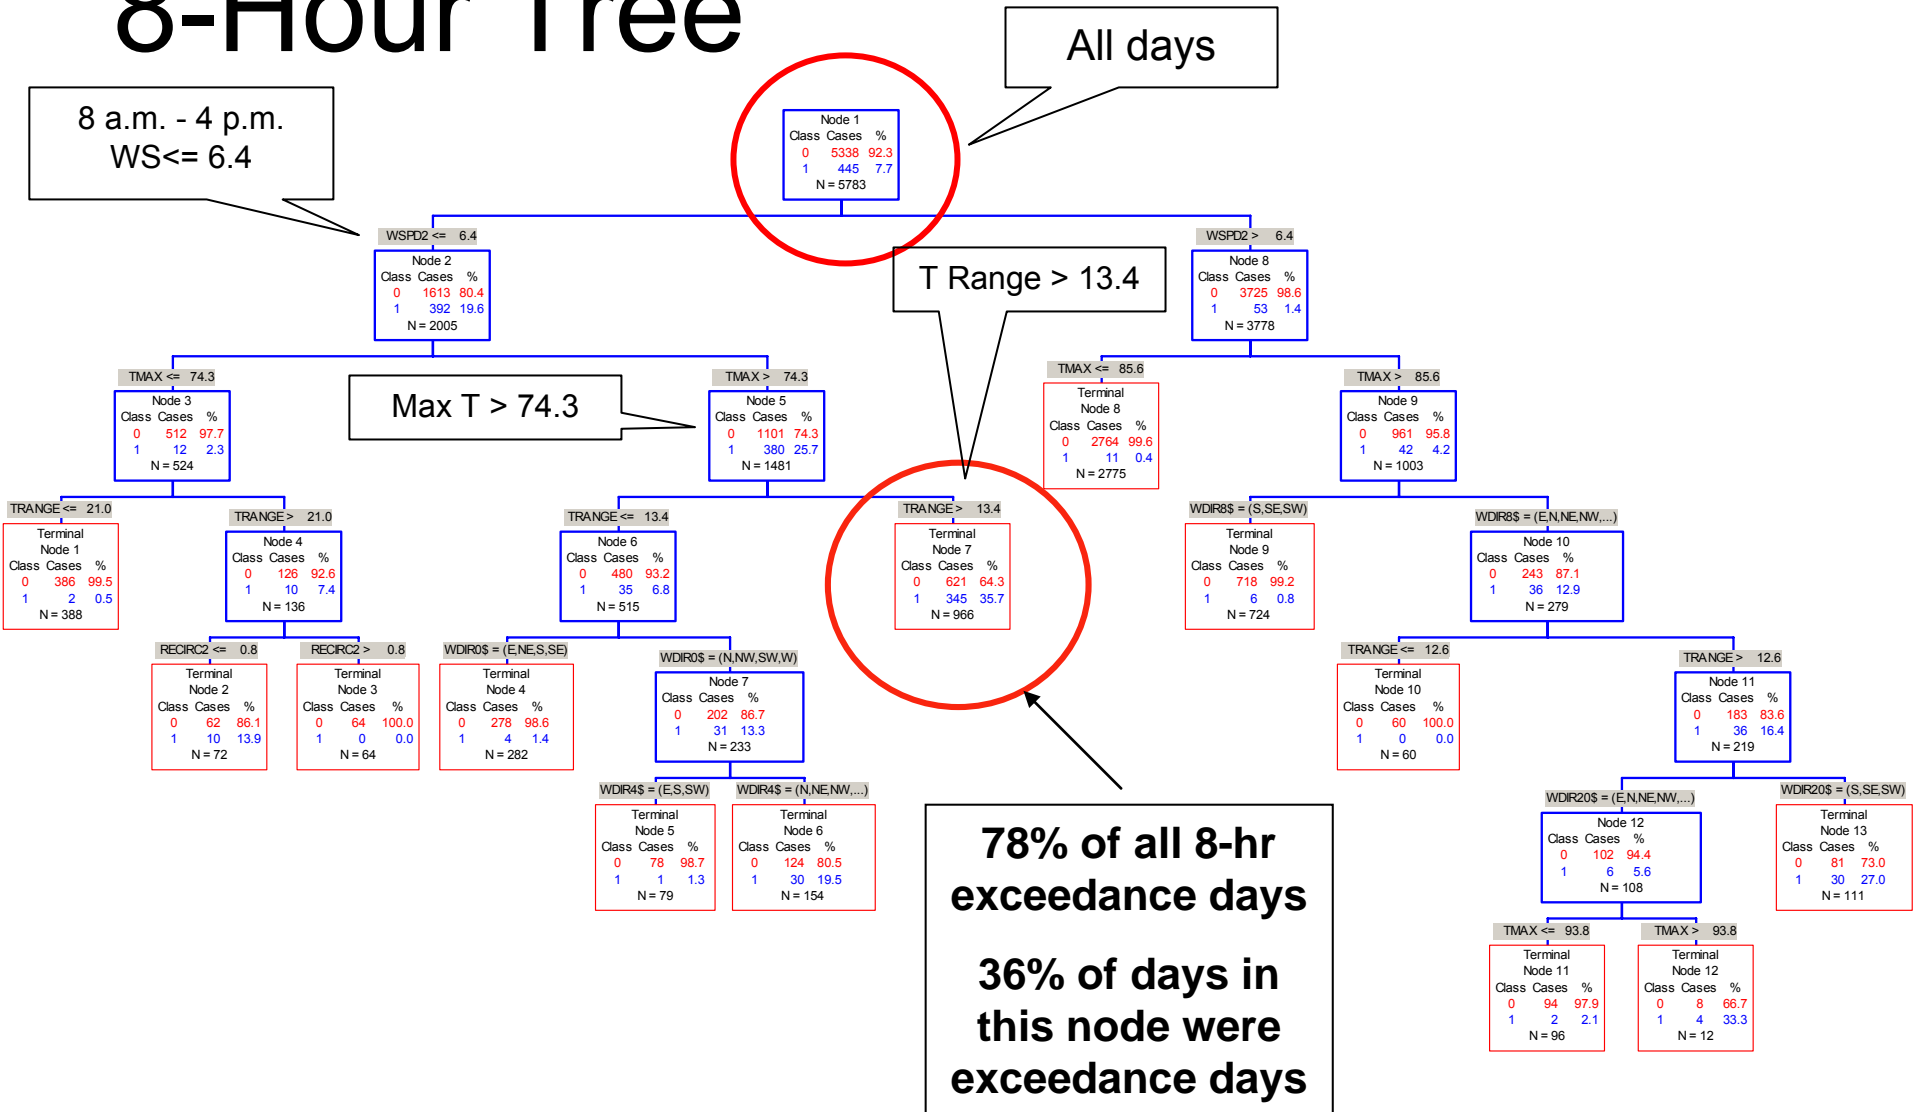 8-Hour Tree
All days
8 a.m. - 4 p.m.
WS<= 6.4
Node 1
Class Cases %
0 5338 92.3
1 445 7.7
N = 5783
WSPD2 <= 6.4
Node 2
Class Cases %
0 1613 80.4
1 392 19.6
N = 2005
WSPD2 > 6.4
Node 8
Class Cases %
0 3725 98.6
1 53 1.4
N = 3778
T Range > 13.4
Max T > 74.3
TMAX <= 74.3
Node 3
Class Cases %
0 512 97.7
1 12 2.3
N = 524
TMAX > 74.3
Node 5
Class Cases %
0 1101 74.3
1 380 25.7
N = 1481
TMAX <= 85.6
Terminal
Node 8
Class Cases %
0 2764 99.6
1 11 0.4
N = 2775
TMAX > 85.6
Node 9
Class Cases %
0 961 95.8
1 42 4.2
N = 1003
TRANGE <= 21.0
Terminal
Node 1
Class Cases %
0 386 99.5
1 2 0.5
N = 388
TRANGE > 21.0
Node 4
Class Cases %
0 126 92.6
1 10 7.4
N = 136
TRANGE <= 13.4
Node 6
Class Cases %
0 480 93.2
1 35 6.8
N = 515
TRANGE > 13.4
Terminal
Node 7
Class Cases %
0 621 64.3
1 345 35.7
N = 966
WDIR8$ = (S,SE,SW)
Terminal
Node 9
Class Cases %
0 718 99.2
1 6 0.8
N = 724
WDIR8$ = (E,N,NE,NW,...)
Node 10
Class Cases %
0 243 87.1
1 36 12.9
N = 279
RECIRC2 <= 0.8
Terminal
Node 2
Class Cases %
0 62 86.1
1 10 13.9
N = 72
RECIRC2 > 0.8
Terminal
Node 3
Class Cases %
0 64 100.0
1 0 0.0
N = 64
WDIR0$ = (E,NE,S,SE)
Terminal
Node 4
Class Cases %
0 278 98.6
1 4 1.4
N = 282
WDIR0$ = (N,NW,SW,W)
Node 7
Class Cases %
0 202 86.7
1 31 13.3
N = 233
TRANGE <= 12.6
Terminal
Node 10
Class Cases %
0 60 100.0
1 0 0.0
N = 60
TRANGE > 12.6
Node 11
Class Cases %
0 183 83.6
1 36 16.4
N = 219
WDIR4$ = (E,S,SW)
Terminal
Node 5
Class Cases %
0 78 98.7
1 1 1.3
N = 79
WDIR4$ = (N,NE,NW,...)
Terminal
Node 6
Class Cases %
0 124 80.5
1 30 19.5
N = 154
WDIR20$ = (E,N,NE,NW,...)
Node 12
Class Cases %
0 102 94.4
1 6 5.6
N = 108
WDIR20$ = (S,SE,SW)
Terminal
Node 13
Class Cases %
0 81 73.0
1 30 27.0
N = 111
TMAX <= 93.8
Terminal
Node 11
Class Cases %
0 94 97.9
1 2 2.1
N = 96
TMAX > 93.8
Terminal
Node 12
Class Cases %
0 8 66.7
1 4 33.3
N = 12
78% of all 8-hr
exceedance days
36% of days in
this node were
exceedance days